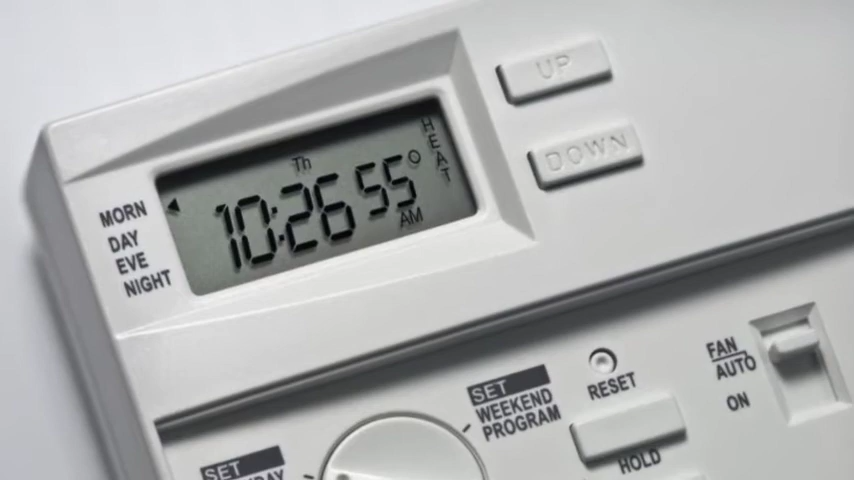 UP
DOWN
HEAT
Th
10:26 55°
AM
MORN
DAY
EVE
NIGHT
SET
WEEKEND
PROGRAM
RESET
HOLD
FAN
AUTO
ON
SET